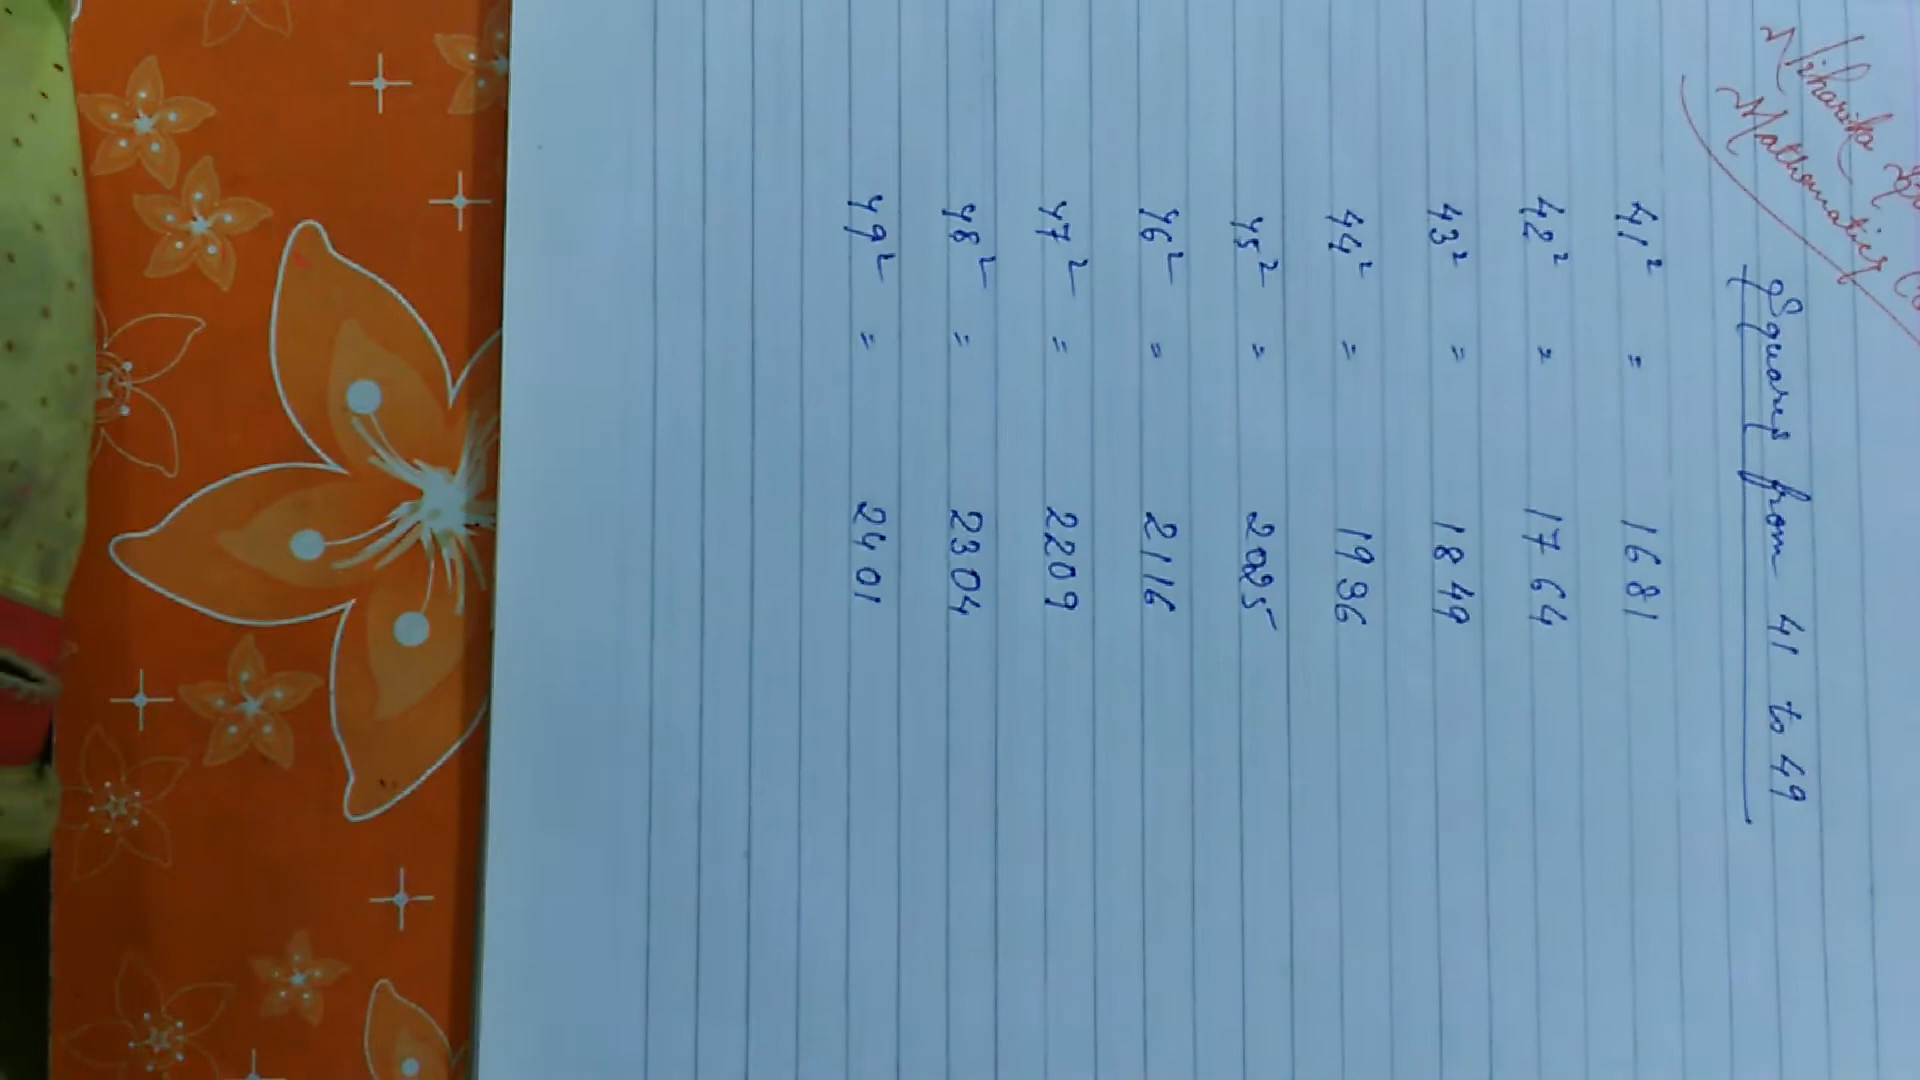 Niharika
Mathematics
Squares from 41 to 49
41² = 1681
42² = 1764
43² = 1849
44² = 1936
45² = 2025
46² = 2116
47² = 2209
48² = 2304
49² = 2401